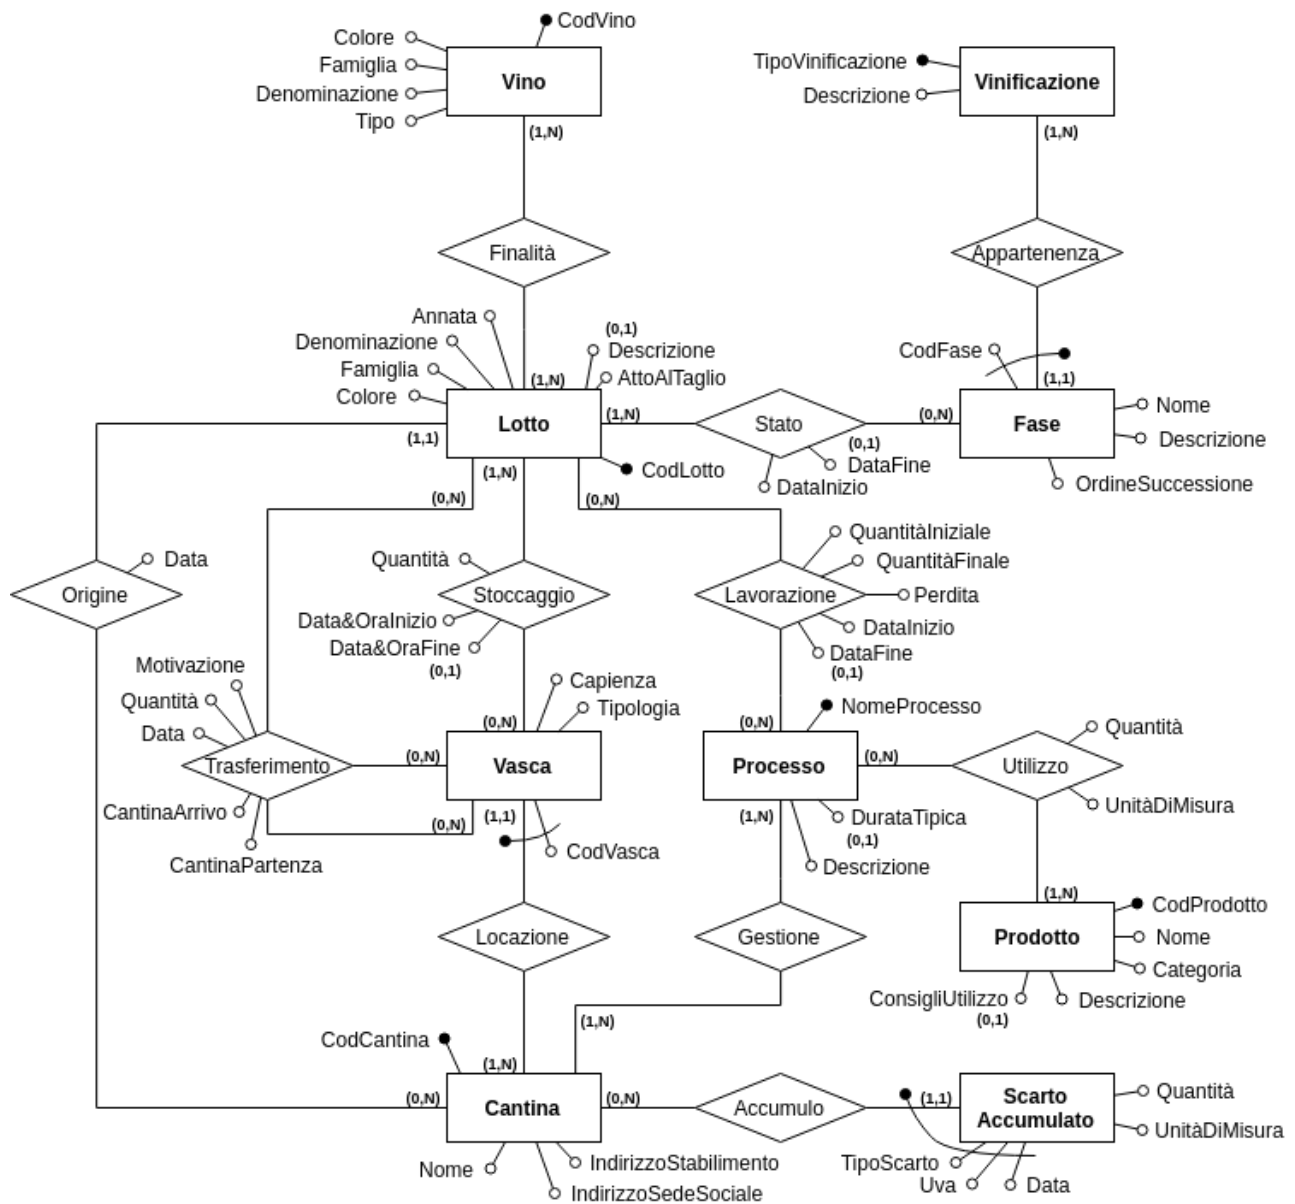 CodVino
Colore
Famiglia
Denominazione
Tipo
Vino
(1,N)
TipoVinificazione
Descrizione
Vinificazione
(1,N)
Finalità
Appartenenza
Annata
Denominazione
Famiglia
Colore
(0,1)
Descrizione
AttoAlTaglio
(1,N)
CodFase
(1,1)
Lotto
(1,1)
(1,N)
(1,N)
CodLotto
Stato
(0,1)
DataFine
DataInizio
(0,N)
Fase
Nome
Descrizione
OrdineSuccessione
(0,N)
(0,N)
Data
Origine
Quantità
Stoccaggio
Data&OraInizio
Data&OraFine
(0,1)
QuantitàIniziale
QuantitàFinale
Lavorazione
Perdita
DataInizio
DataFine
(0,1)
Motivazione
Quantità
Data
Trasferimento
CantinaArrivo
CantinaPartenza
(0,N)
(0,N)
Capienza
Tipologia
(0,N)
Vasca
(1,1)
CodVasca
NomeProcesso
(0,N)
Processo
(0,N)
(1,N)
DurataTipica
(0,1)
Descrizione
Quantità
Utilizzo
UnitàDiMisura
(1,N)
Prodotto
CodProdotto
Nome
Categoria
ConsigliUtilizzo
(0,1)
Descrizione
Locazione
Gestione
CodCantina
(1,N)
(1,N)
(0,N)
Cantina
(0,N)
Nome
IndirizzoStabilimento
IndirizzoSedeSociale
Accumulo
(1,1)
Scarto
Accumulato
Quantità
UnitàDiMisura
TipoScarto
Uva
Data